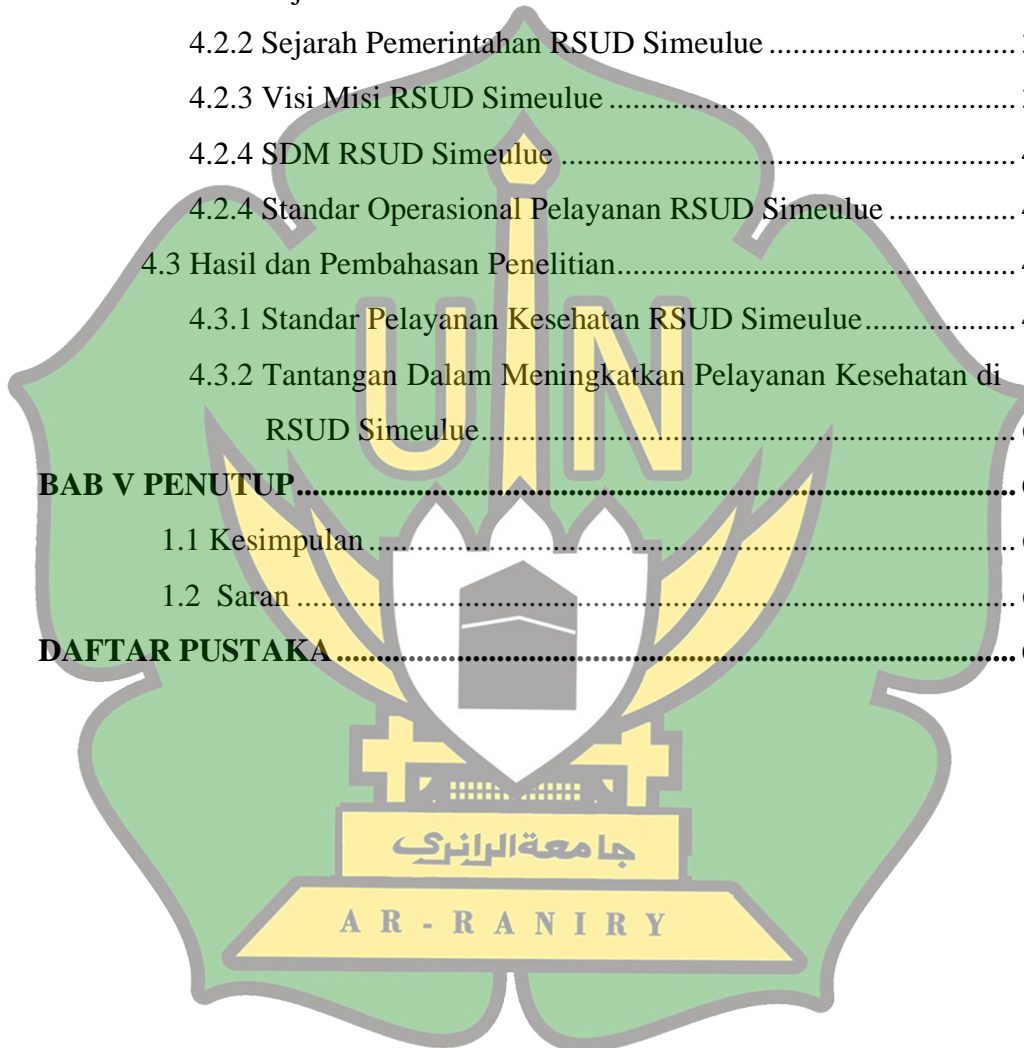 4.2.2 Sejarah Pemerintahan RSUD Simeulue ....................................
4.2.3 Visi Misi RSUD Simeulue ..............................................................
4.2.4 SDM RSUD Simeulue ....................................................................
4.2.4 Standar Operasional Pelayanan RSUD Simeulue ...................
4.3 Hasil dan Pembahasan Penelitian............................................................
4.3.1 Standar Pelayanan Kesehatan RSUD Simeulue.......................
4.3.2 Tantangan Dalam Meningkatkan Pelayanan Kesehatan di
RSUD Simeulue................................................................................
BAB V PENUTUP............................................................................................
1.1 Kesimpulan ................................................................................................
1.2 Saran ...........................................................................................................
DAFTAR PUSTAKA ......................................................................................
UIN
جامعة الرانري
AR-RANIRY